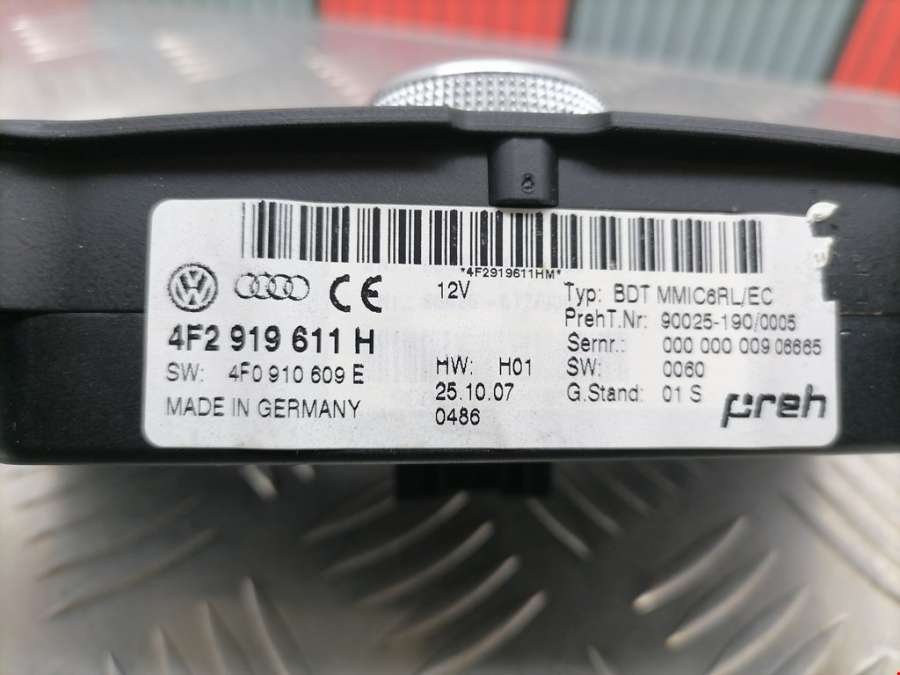 8
*4F2919611HM*
12V
4F2 919 611 H
SW: 4F0 910 609 E
MADE IN GERMANY
HW: H01
25.10.07
0486
Typ: BDT MMIC6RL/EC
PrehT.Nr: 90025-190/0005
Sernr.: 000 000 009 06665
SW: 0060
G.Stand: 01 S
preh